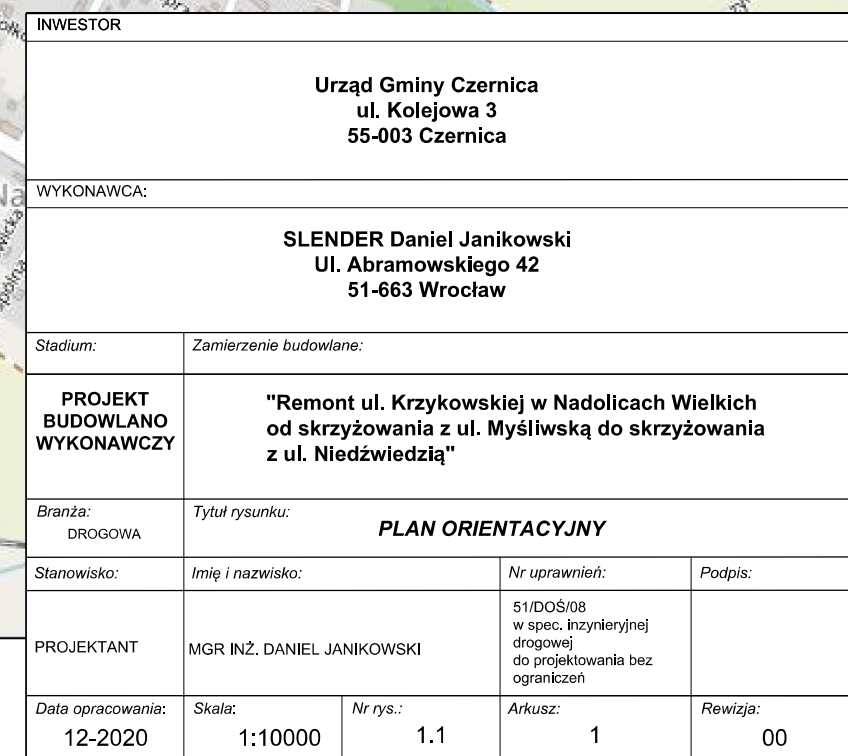 INWESTOR
Urząd Gminy Czernica
ul. Kolejowa 3
55-003 Czernica
WYKONAWCA:
SLENDER Daniel Janikowski
Ul. Abramowskiego 42
51-663 Wrocław
Stadium:
Zamierzenie budowlane:
PROJEKT
BUDOWLANO
WYKONAWCZY
"Remont ul. Krzykowskiej w Nadolicach Wielkich
od skrzyżowania z ul. Myśliwską do skrzyżowania
z ul. Niedźwiedzią"
Branża:
DROGOWA
Tytuł rysunku:
PLAN ORIENTACYJNY
Stanowisko:
Imię i nazwisko:
Nr uprawnień:
Podpis:
PROJEKTANT
MGR INŻ. DANIEL JANIKOWSKI
51/DOŚ/08
w spec. inzynieryjnej
drogowej
do projektowania bez
ograniczeń
Data opracowania:
Skala:
Nr rys.:
Arkusz:
Rewizja:
12-2020
1:10000
1.1
1
00